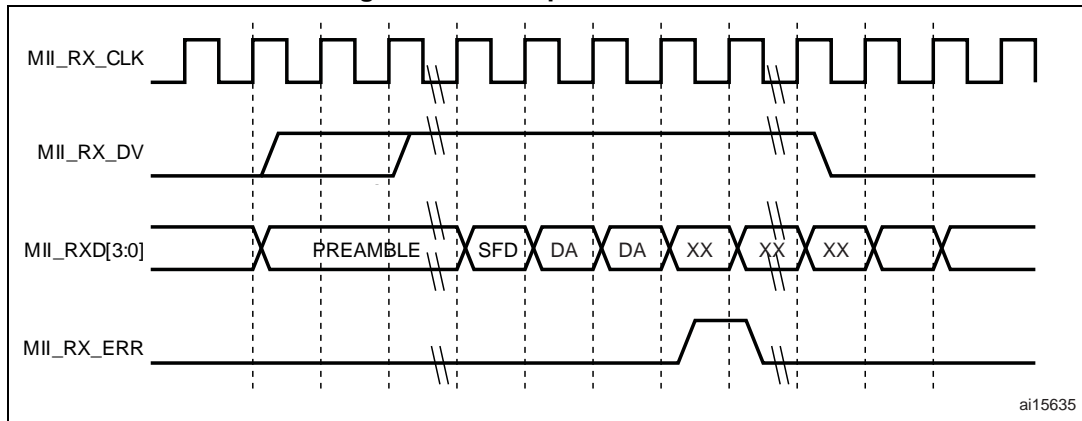 MII_RX_CLK
MII_RX_DV
MII_RXD[3:0] PREAMBLE SFD DA DA XX XX XX
MII_RX_ERR
ai15635